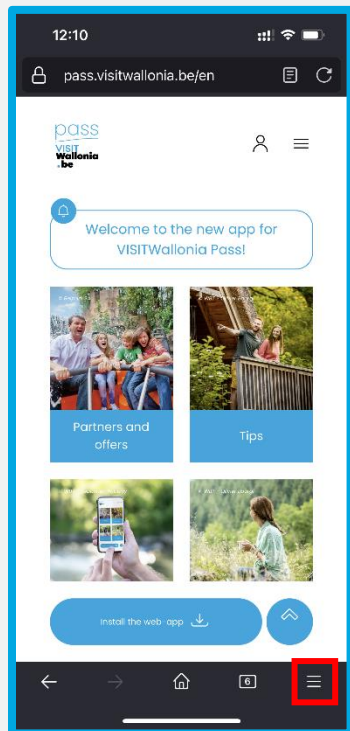 12:10
pass.visitwallonia.be/en
pass
VISIT
Wallonia
.be
Welcome to the new app for
VISITWallonia Pass!
Partners and
offers
Tips
Install the web-app
6